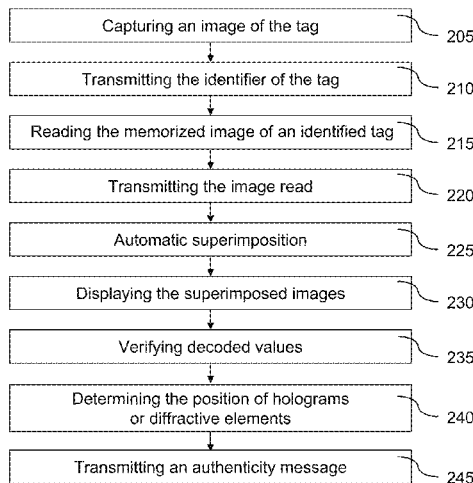 Capturing an image of the tag
205
Transmitting the identifier of the tag
210
Reading the memorized image of an identified tag
215
Transmitting the image read
220
Automatic superimposition
225
Displaying the superimposed images
230
Verifying decoded values
235
Determining the position of holograms
or diffractive elements
240
Transmitting an authenticity message
245